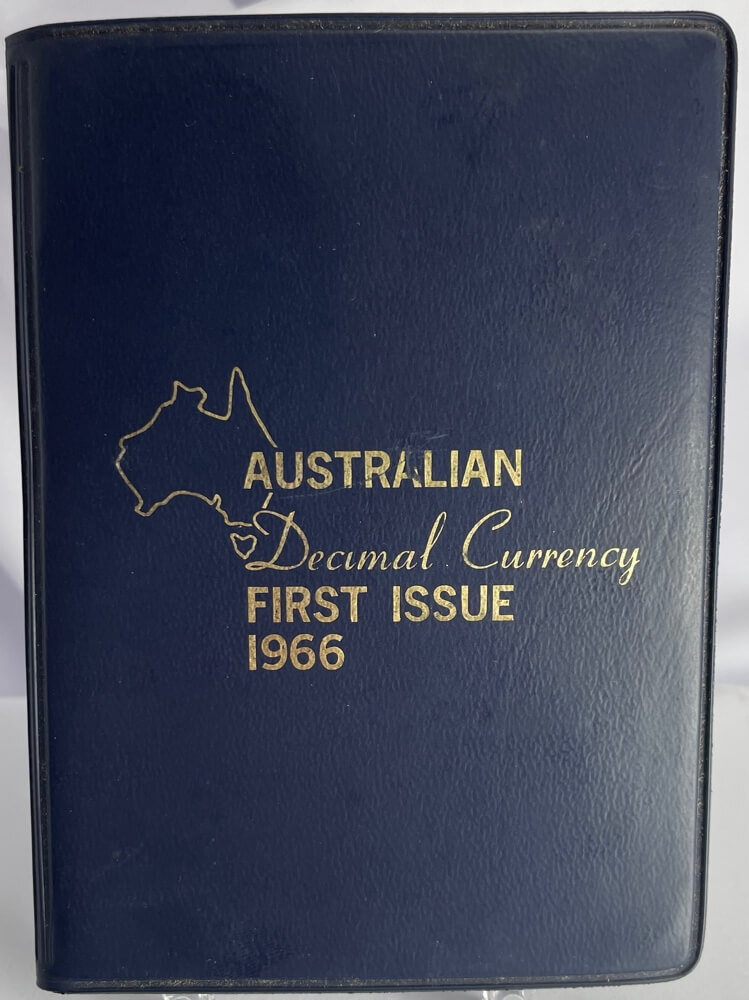 AUSTRALIAN
Decimal Currency
FIRST ISSUE
1966